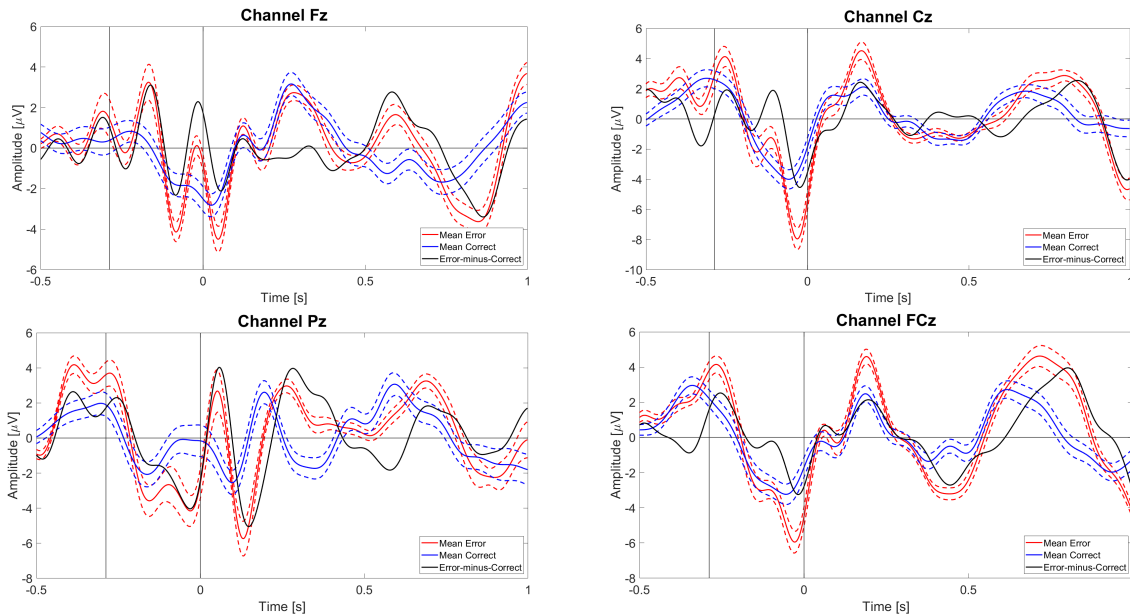 Channel Fz
6
4
2
0
-2
-4
-6
Amplitude [μV]
-0.5
0
0.5
1
Time [s]
Mean Error
Mean Correct
Error-minus-Correct
Channel Cz
6
4
2
0
-2
-4
-6
-8
-10
Amplitude [μV]
-0.5
0
0.5
1
Time [s]
Mean Error
Mean Correct
Error-minus-Correct
Channel Pz
6
4
2
0
-2
-4
-6
-8
Amplitude [μV]
-0.5
0
0.5
1
Time [s]
Mean Error
Mean Correct
Error-minus-Correct
Channel FCz
6
4
2
0
-2
-4
-6
-8
Amplitude [μV]
-0.5
0
0.5
1
Time [s]
Mean Error
Mean Correct
Error-minus-Correct